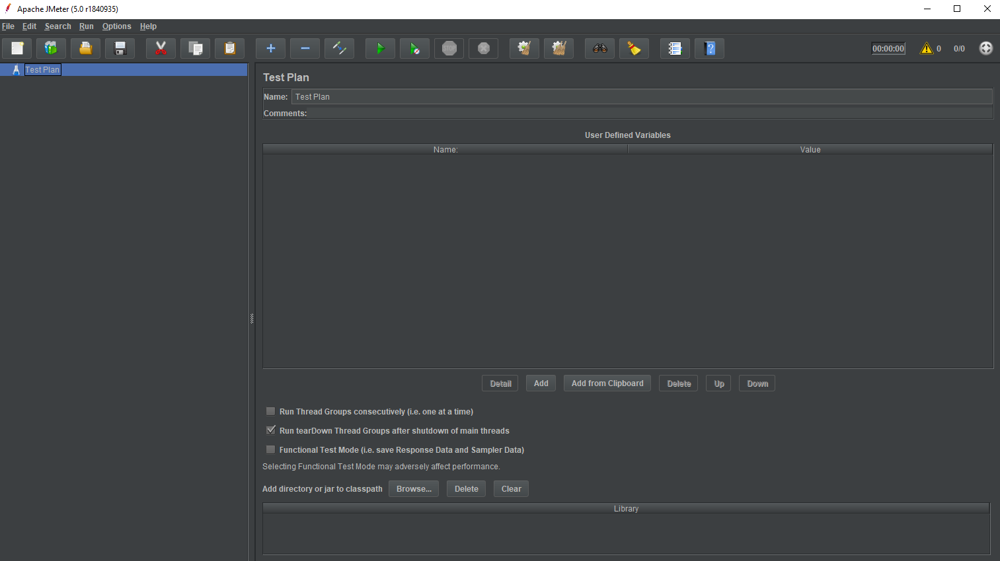 Apache JMeter (5.0 r1840935)
File Edit Search Run Options Help
STOP ? 00:00:00 0 0/0
Test Plan
Test Plan
Name: Test Plan
Comments:
User Defined Variables
Name: Value
Detail Add Add from Clipboard Delete Up Down
Run Thread Groups consecutively (i.e. one at a time)
Run tearDown Thread Groups after shutdown of main threads
Functional Test Mode (i.e. save Response Data and Sampler Data)
Selecting Functional Test Mode may adversely affect performance.
Add directory or jar to classpath Browse... Delete Clear
Library